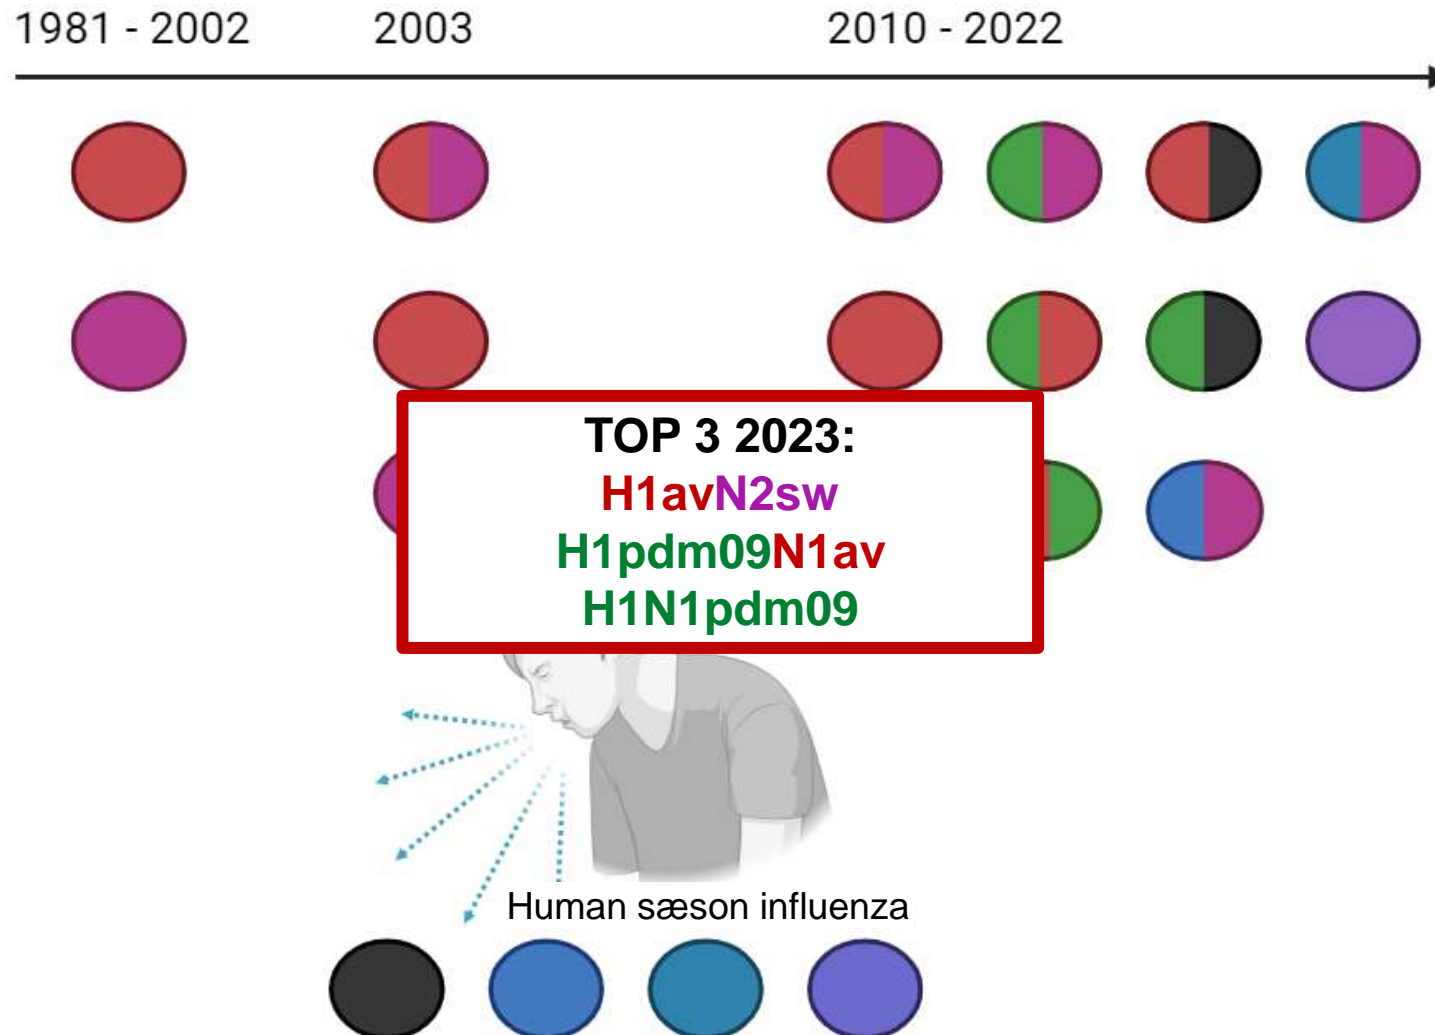 1981 - 2002 2003 2010 - 2022
TOP 3 2023:
H1avN2sw
H1pdm09N1av
H1N1pdm09
Human sæson influenza